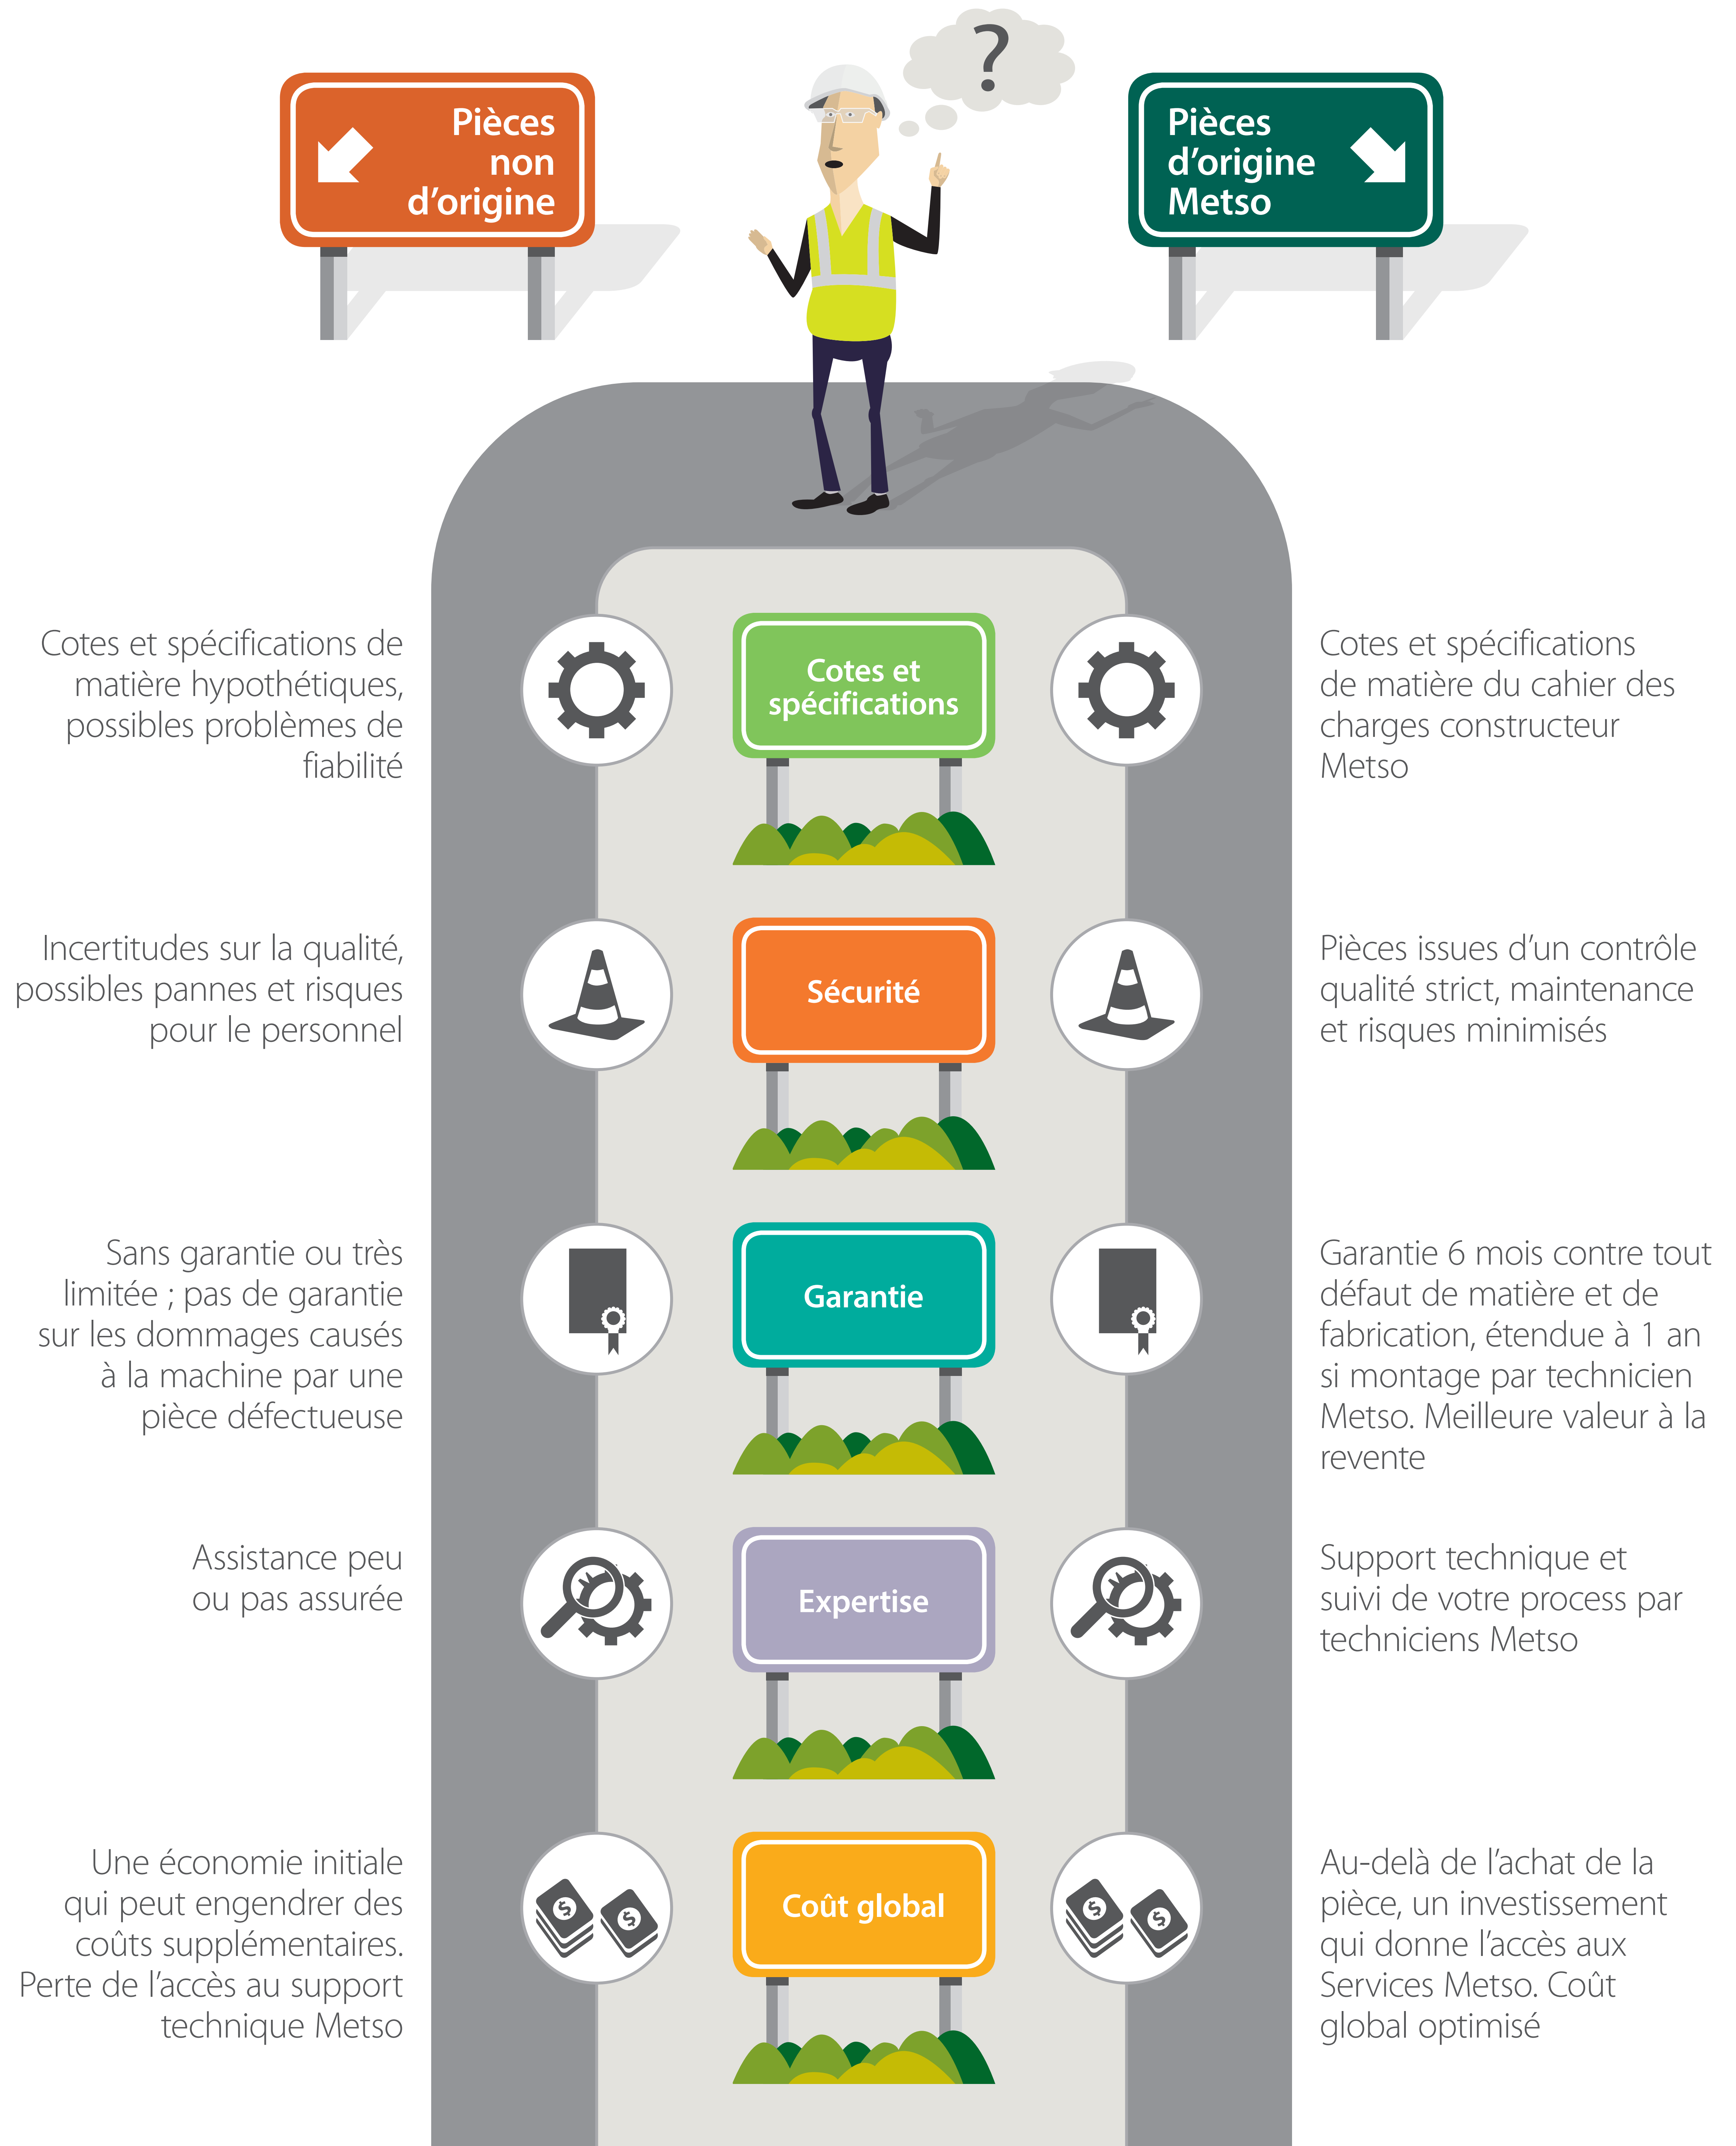 ?
Pièces
non
d’origine
Pièces
d’origine
Metso
Cotes et spécifications de
matière hypothétiques,
possibles problèmes de
fiabilité
Cotes et
spécifications
Cotes et spécifications
de matière du cahier des
charges constructeur
Metso
Incertitudes sur la qualité,
possibles pannes et risques
pour le personnel
Sécurité
Pièces issues d’un contrôle
qualité strict, maintenance
et risques minimisés
Sans garantie ou très
limitée ; pas de garantie
sur les dommages causés
à la machine par une
pièce défectueuse
Garantie
Garantie 6 mois contre tout
défaut de matière et de
fabrication, étendue à 1 an
si montage par technicien
Metso. Meilleure valeur à la
revente
Assistance peu
ou pas assurée
Expertise
Support technique et
suivi de votre process par
techniciens Metso
Une économie initiale
qui peut engendrer des
coûts supplémentaires.
Perte de l’accès au support
technique Metso
$
$
Coût global
$
$
Au-delà de l’achat de la
pièce, un investissement
qui donne l’accès aux
Services Metso. Coût
global optimisé